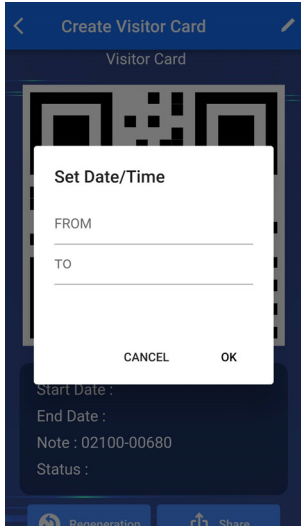 Create Visitor Card
Visitor Card
Set Date/Time
FROM
TO
CANCEL OK
Start Date :
End Date :
Note : 02100-00680
Status :
Regeneration Share